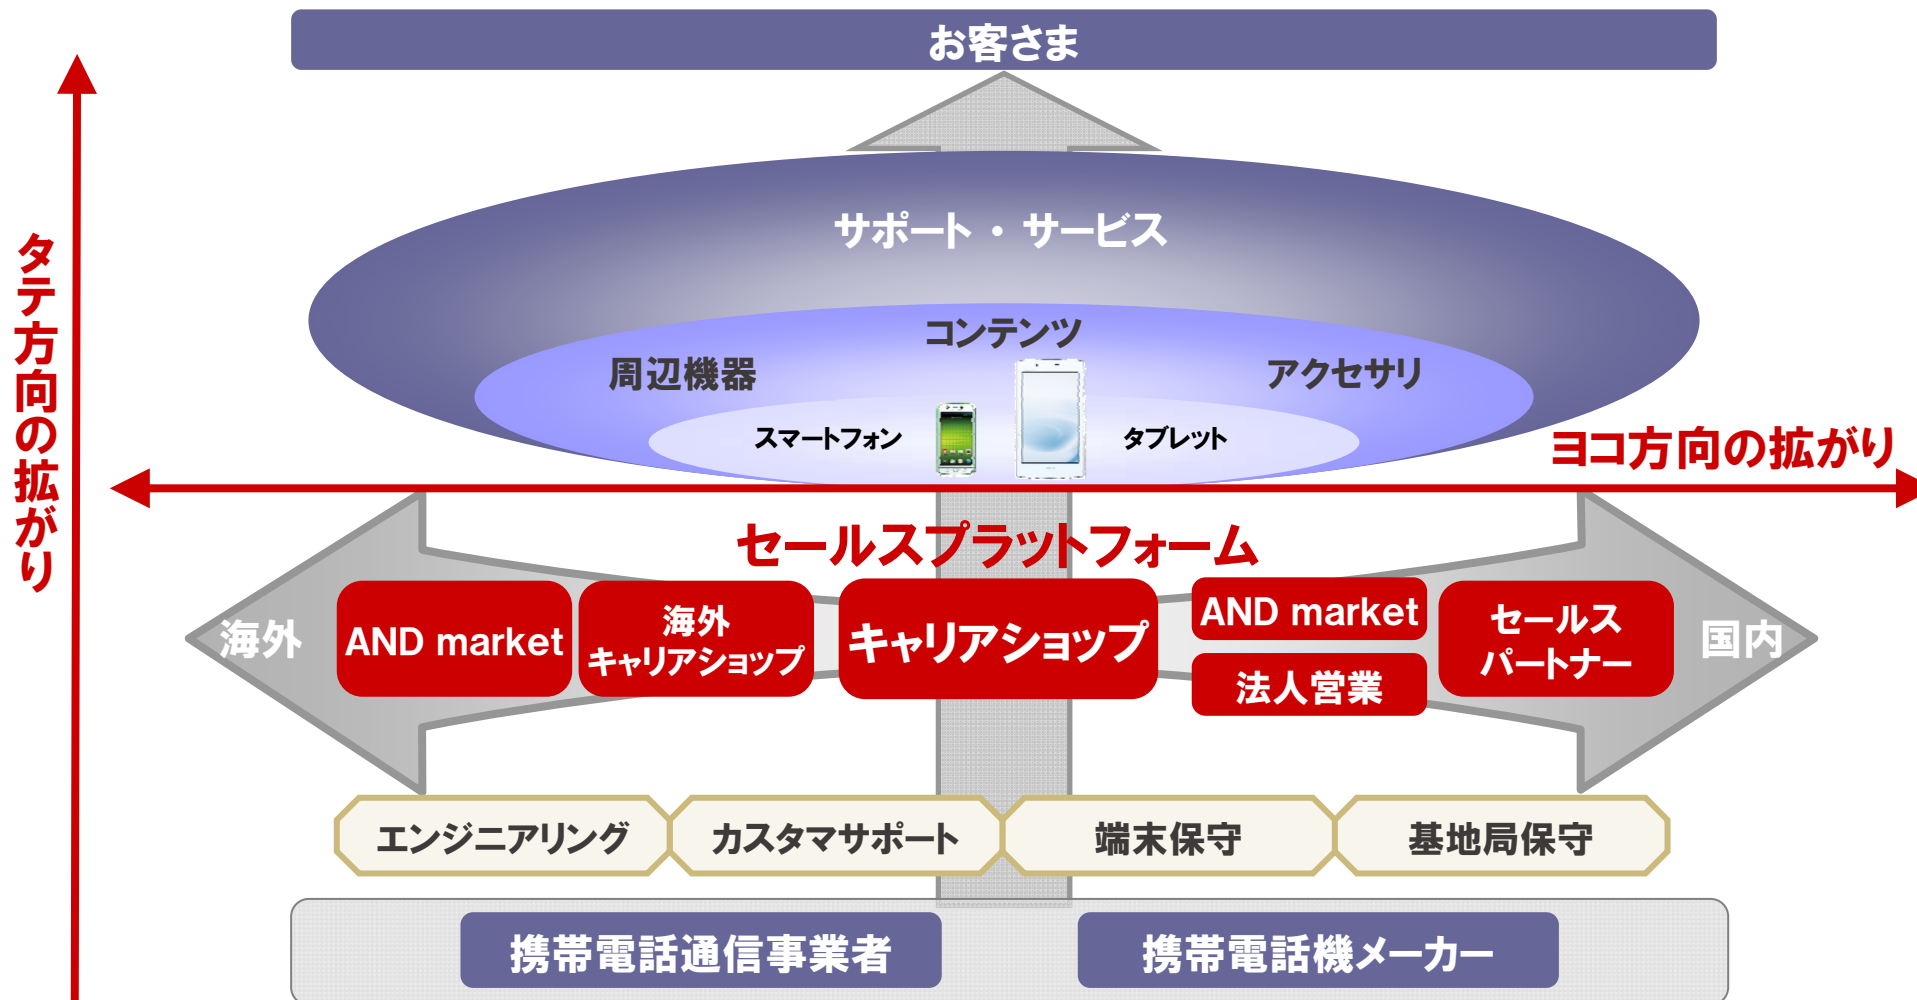 お客さま
タテ方向の拡がり
サポート ・ サービス
コンテンツ
周辺機器
アクセサリ
スマートフォン
タブレット
ヨコ方向の拡がり
セールスプラットフォーム
海外
AND market
海外
キャリアショップ
キャリアショップ
AND market
法人営業
セールス
パートナー
国内
エンジニアリング
カスタマサポート
端末保守
基地局保守
携帯電話通信事業者
携帯電話機メーカー